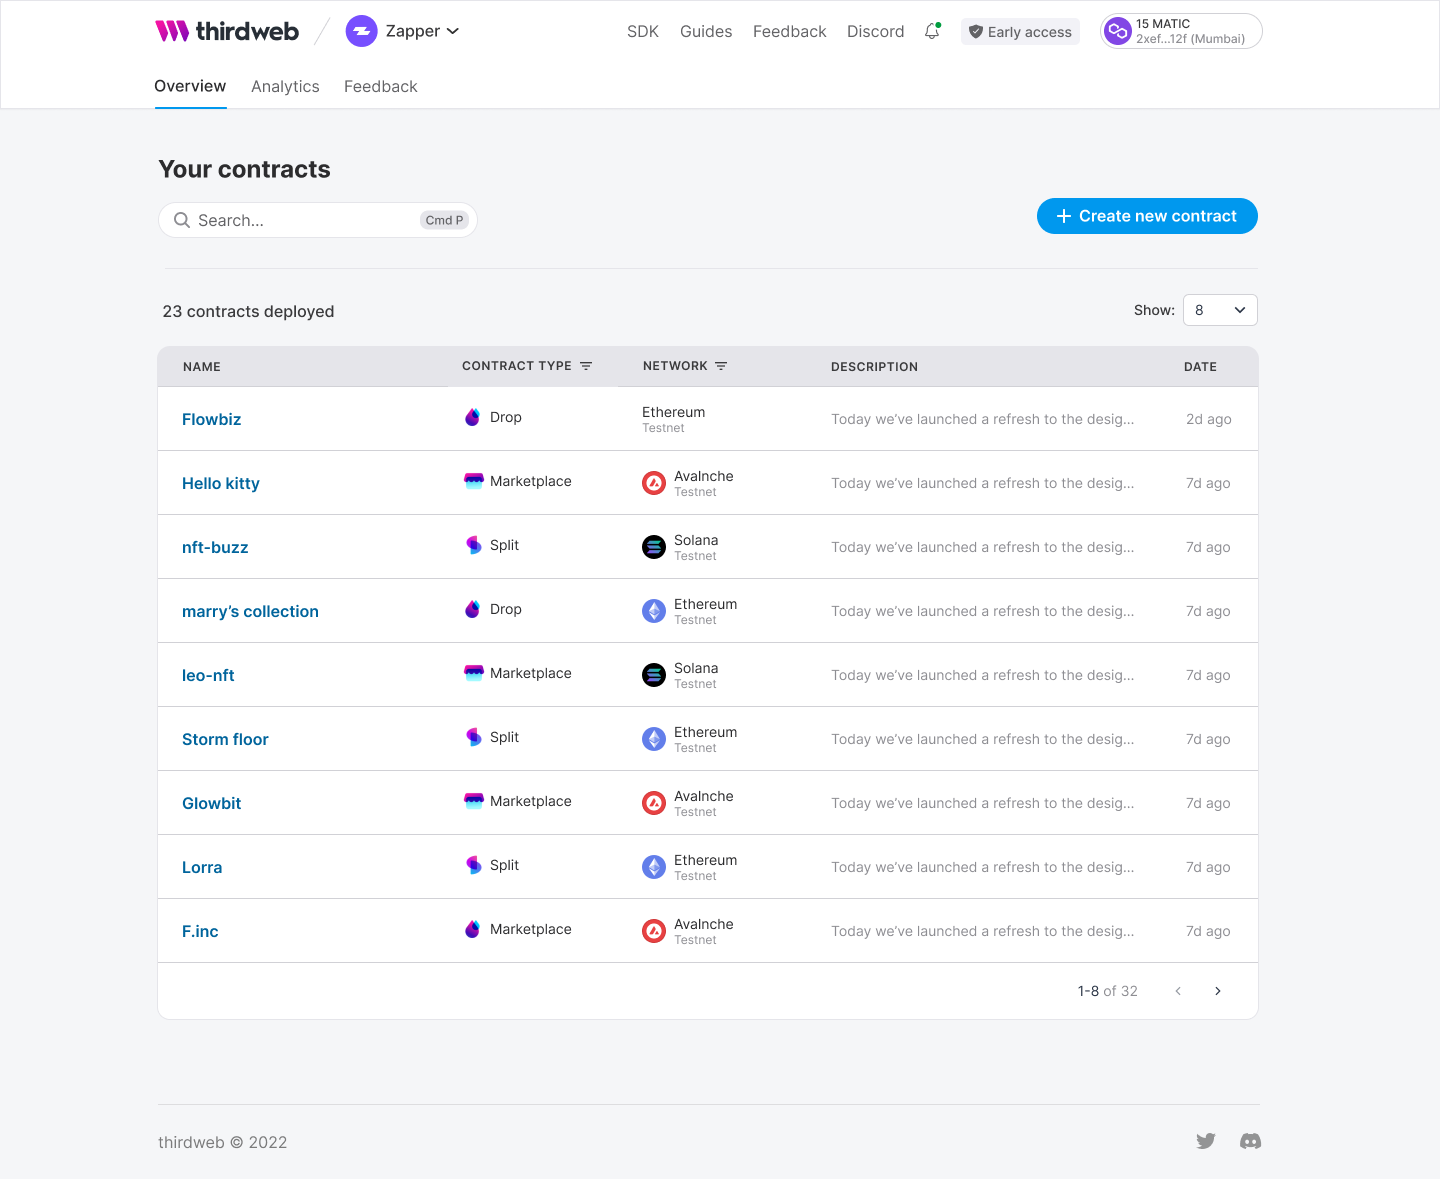 thirdweb
Zapper
SDK Guides Feedback Discord
Early access
15 MATIC
2xef...12f (Mumbai)
Overview Analytics Feedback
Your contracts
Search...
Cmd P
Create new contract
23 contracts deployed
Show: 8
NAME CONTRACT TYPE NETWORK DESCRIPTION DATE
Flowbiz Drop Ethereum Testnet Today we’ve launched a refresh to the desig... 2d ago
Hello kitty Marketplace Avalnche Testnet Today we’ve launched a refresh to the desig... 7d ago
nft-buzz Split Solana Testnet Today we’ve launched a refresh to the desig... 7d ago
marry’s collection Drop Ethereum Testnet Today we’ve launched a refresh to the desig... 7d ago
leo-nft Marketplace Solana Testnet Today we’ve launched a refresh to the desig... 7d ago
Storm floor Split Ethereum Testnet Today we’ve launched a refresh to the desig... 7d ago
Glowbit Marketplace Avalnche Testnet Today we’ve launched a refresh to the desig... 7d ago
Lorra Split Ethereum Testnet Today we’ve launched a refresh to the desig... 7d ago
F.inc Marketplace Avalnche Testnet Today we’ve launched a refresh to the desig... 7d ago
1-8 of 32
thirdweb © 2022